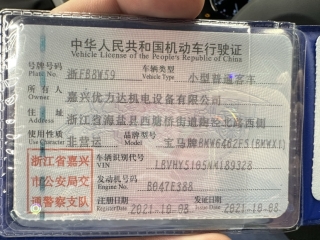 中华人民共和国机动车行驶证
Vehicle License of the People's Republic of China
号牌号码 浙FB8W59 车辆类型 小型普通客车
Plate No. Vehicle Type
所有人 嘉兴优力达机电设备有限公司
Owner
住址 浙江省海盐县西塘桥街道海北路西侧
Address
使用性质 非营运 品牌型号 宝马牌BMW6462ES(BMWX1)
Use Character Model
浙江省嘉兴
市公安局交
通警察支队
车辆识别代号
VIN
发动机号码 B047E388
Engine No.
注册日期 2021-10-08 发证日期 2021-10-08
Register Date Issue Date